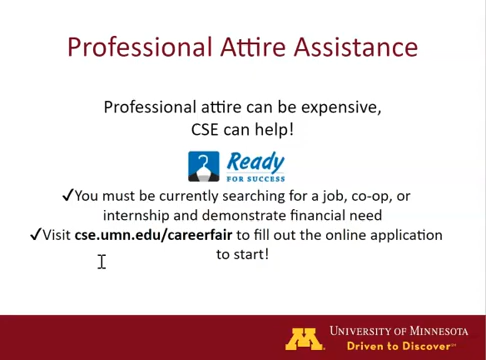 Professional Attire Assistance
Professional attire can be expensive,
CSE can help!
Ready
FOR SUCCESS
✓You must be currently searching for a job, co-op, or
internship and demonstrate financial need
✓Visit cse.umn.edu/careerfair to fill out the online application
to start!
M
UNIVERSITY OF MINNESOTA
Driven to Discover℠